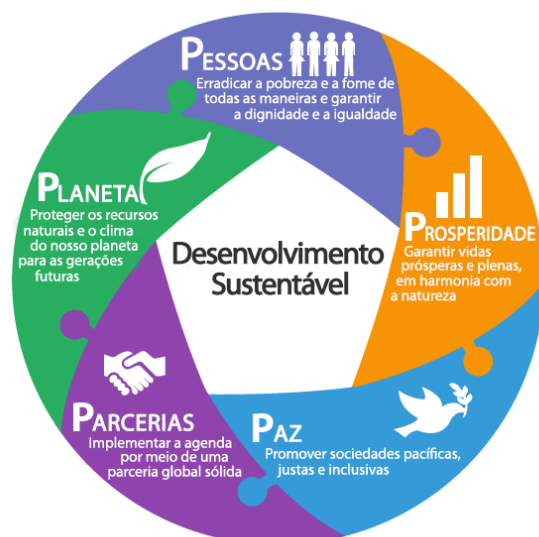 PESSOAS
Erradicar a pobreza e a fome de
todas as maneiras e garantir
a dignidade e a igualdade
PROSPERIDADE
Garantir vidas
prósperas e plenas,
em harmonia com
a natureza
PAZ
Promover sociedades pacíficas,
justas e inclusivas
PARCERIAS
Implementar a agenda
por meio de uma
parceria global sólida
PLANETA
Proteger os recursos
naturais e o clima
do nosso planeta
para as gerações
futuras
Desenvolvimento
Sustentável